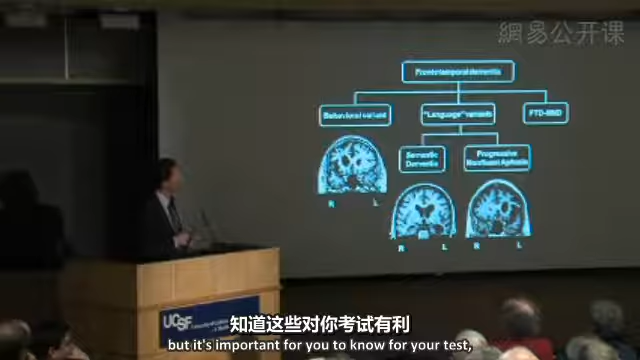 網易公开课
Frontotemporal dementia
Behavioral variant
"Language" variants
FTD-MND
Semantic
Dementia
Progressive
Nonfluent Aphasia
R L
R L
R L
UCSF
知道这些对你考试有利
but it's important for you to know for your test,